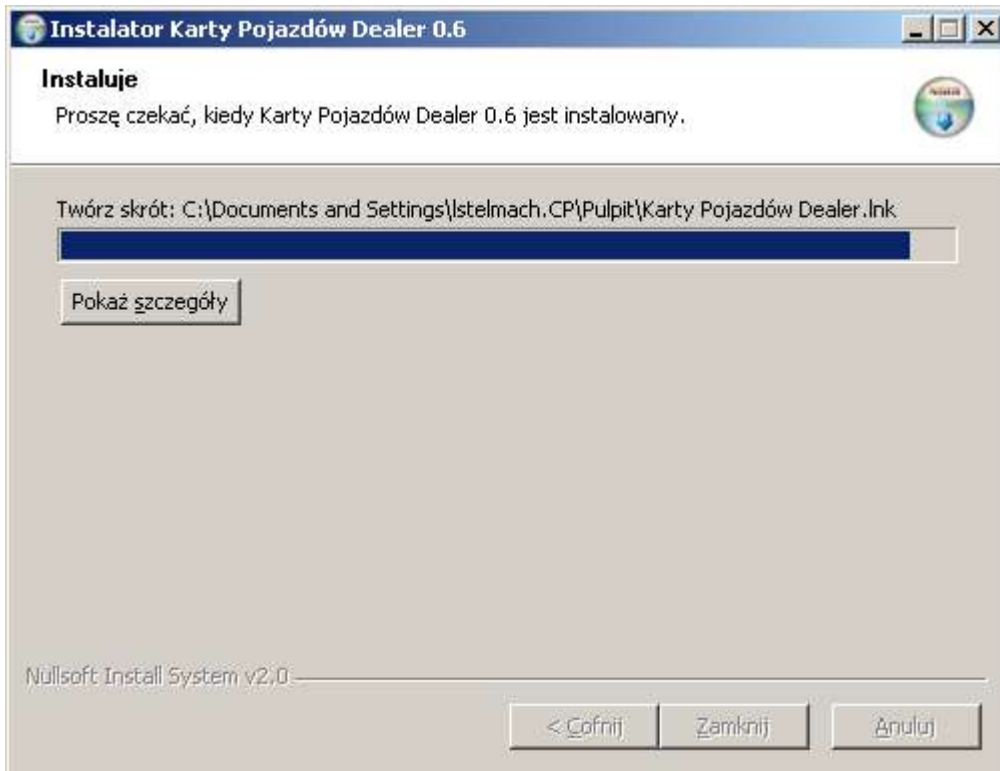 Instalator Karty Pojazdów Dealer 0.6
Instaluje
Proszę czekać, kiedy Karty Pojazdów Dealer 0.6 jest instalowany.
Twórz skrót: C:\Documents and Settings\lstelmach.CP\Pulpit\Karty Pojazdów Dealer.lnk
Pokaż szczegóły
Nullsoft Install System v2.0
< Cofnij
Zamknij
Anuluj